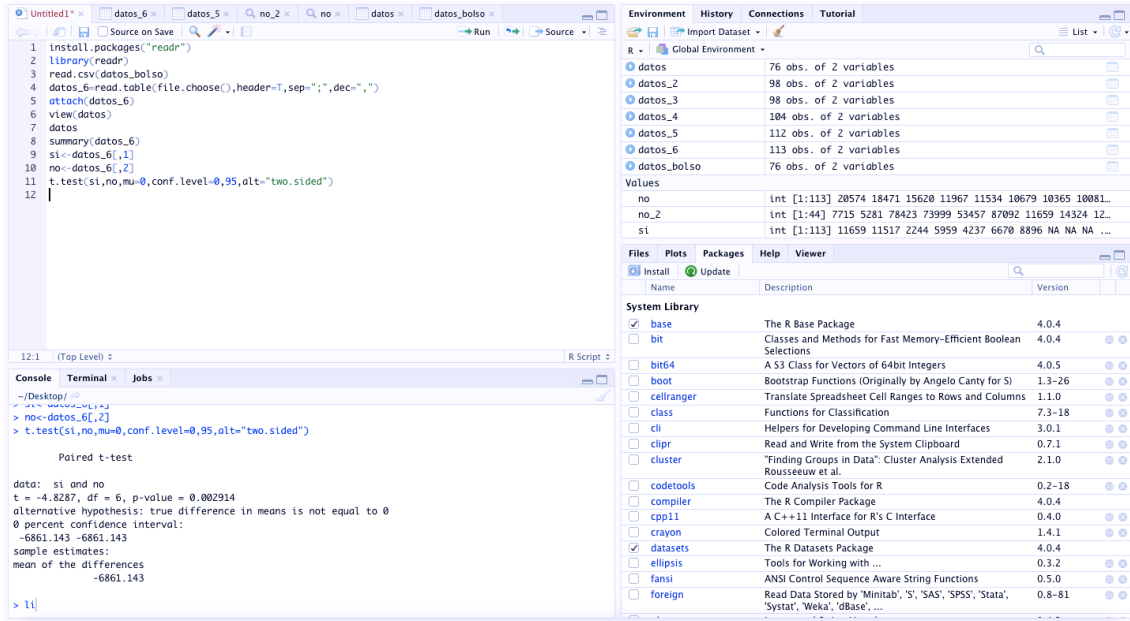 Untitled1* × datos_6 × datos_5 × no_2 × no × datos × datos_bolso ×
Source on Save Run Source
1 install.packages("readr")
2 library(readr)
3 read.csv(datos_bolso)
4 datos_6=read.table(file.choose(),header=T,sep=";",dec=",")
5 attach(datos_6)
6 view(datos)
7 datos
8 summary(datos_6)
9 si<-datos_6[,1]
10 no<-datos_6[,2]
11 t.test(si,no,mu=0,conf.level=0,95,alt="two.sided")
12
12:1 (Top Level) R Script
Console Terminal × Jobs ×
~/Desktop/
> si<-datos_6[,1]
> no<-datos_6[,2]
> t.test(si,no,mu=0,conf.level=0,95,alt="two.sided")
Paired t-test
data: si and no
t = -4.8287, df = 6, p-value = 0.002914
alternative hypothesis: true difference in means is not equal to 0
0 percent confidence interval:
-6861.143 -6861.143
sample estimates:
mean of the differences
-6861.143
> li
Environment History Connections Tutorial
Import Dataset List
R Global Environment
datos 76 obs. of 2 variables
datos_2 98 obs. of 2 variables
datos_3 98 obs. of 2 variables
datos_4 104 obs. of 2 variables
datos_5 112 obs. of 2 variables
datos_6 113 obs. of 2 variables
datos_bolso 76 obs. of 2 variables
Values
no int [1:113] 20574 18471 15620 11967 11534 10679 10365 10081…
no_2 int [1:44] 7715 5281 78423 73999 53457 87092 11659 14324 12…
si int [1:113] 11659 11517 2244 5959 4237 6670 8896 NA NA NA ...
Files Plots Packages Help Viewer
Install Update
Name Description Version
System Library
base The R Base Package 4.0.4
bit Classes and Methods for Fast Memory-Efficient Boolean 4.0.4
Selections
bit64 A S3 Class for Vectors of 64bit Integers 4.0.5
boot Bootstrap Functions (Originally by Angelo Canty for S) 1.3-26
cellranger Translate Spreadsheet Cell Ranges to Rows and Columns 1.1.0
class Functions for Classification 7.3-18
cli Helpers for Developing Command Line Interfaces 3.0.1
clipr Read and Write from the System Clipboard 0.7.1
cluster "Finding Groups in Data": Cluster Analysis Extended 2.1.0
Rousseeuw et al.
codetools Code Analysis Tools for R 0.2-18
compiler The R Compiler Package 4.0.4
cpp11 A C++11 Interface for R's C Interface 0.4.0
crayon Colored Terminal Output 1.4.1
datasets The R Datasets Package 4.0.4
ellipsis Tools for Working with ... 0.3.2
fansi ANSI Control Sequence Aware String Functions 0.5.0
foreign Read Data Stored by 'Minitab', 'S', 'SAS', 'SPSS', 'Stata', 0.8-81
'Systat', 'Weka', 'dBase', ...